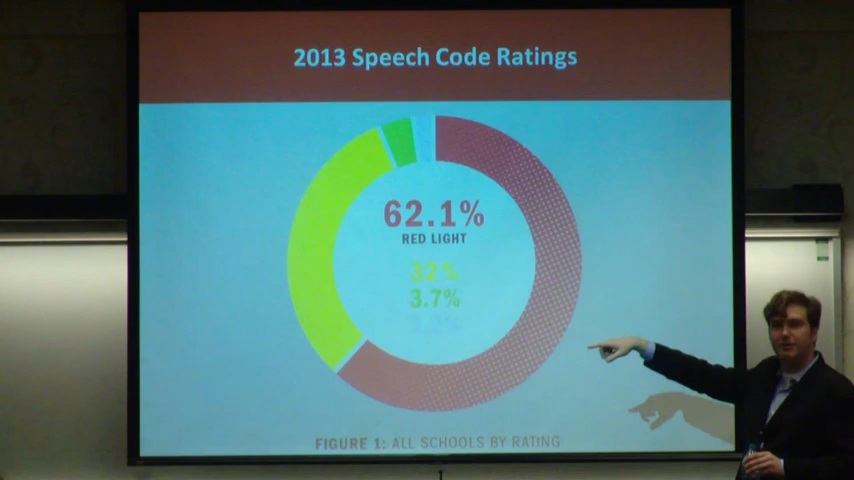 2013 Speech Code Ratings
62.1%
RED LIGHT
32%
3.7%
FIGURE 1: ALL SCHOOLS BY RATING